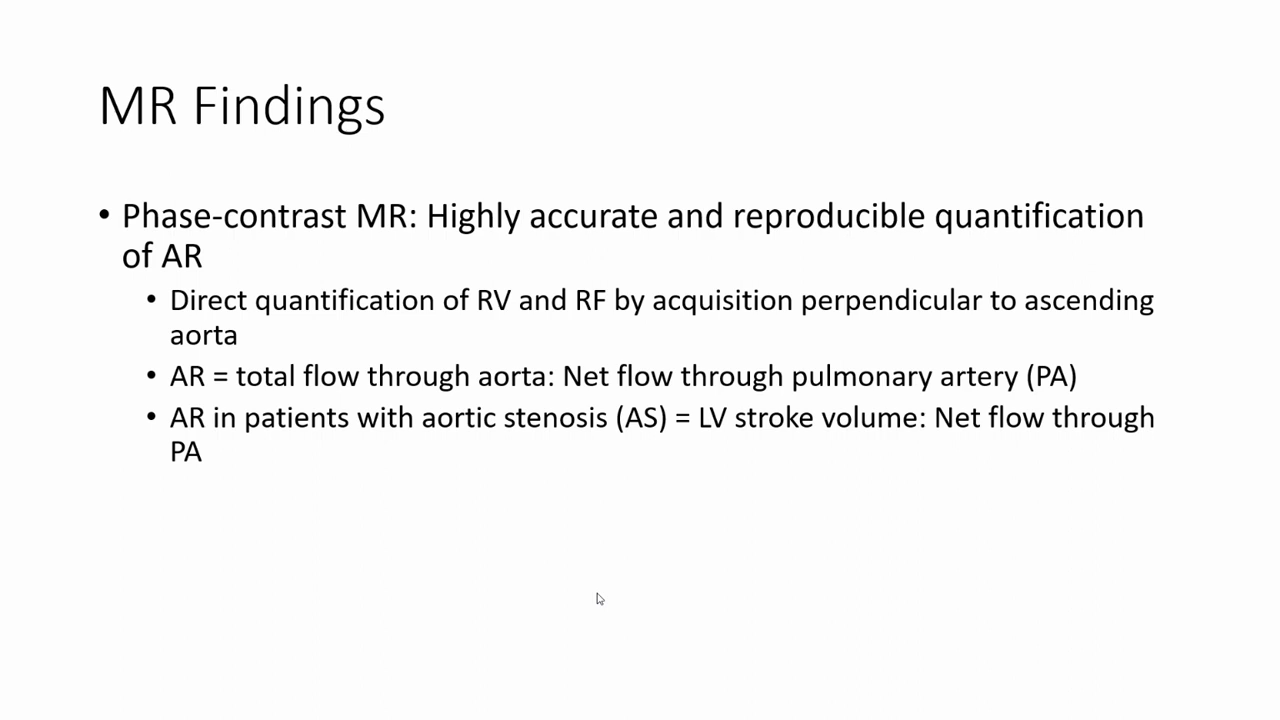 MR Findings
• Phase-contrast MR: Highly accurate and reproducible quantification
of AR
• Direct quantification of RV and RF by acquisition perpendicular to ascending
aorta
• AR = total flow through aorta: Net flow through pulmonary artery (PA)
• AR in patients with aortic stenosis (AS) = LV stroke volume: Net flow through
PA